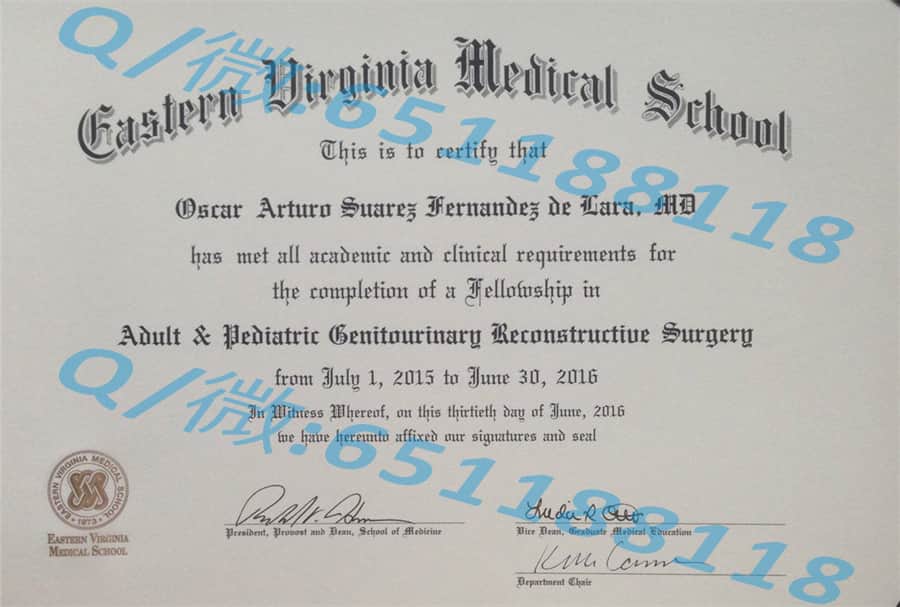 Q/微:651188118
Eastern Virginia Medical School
This is to certify that
Oscar Arturo Suarez Fernandez de Lara, MD
has met all academic and clinical requirements for
the completion of a Fellowship in
Adult & Pediatric Genitourinary Reconstructive Surgery
from July 1, 2015 to June 30, 2016
In Witness Whereof, on this thirtieth day of June, 2016
we have hereunto affixed our signatures and seal
Q/微:651188118
EASTERN VIRGINIA MEDICAL SCHOOL
•1973•
EASTERN VIRGINIA
MEDICAL SCHOOL
President, Provost and Dean, School of Medicine
Vice Dean, Graduate Medical Education
Department Chair